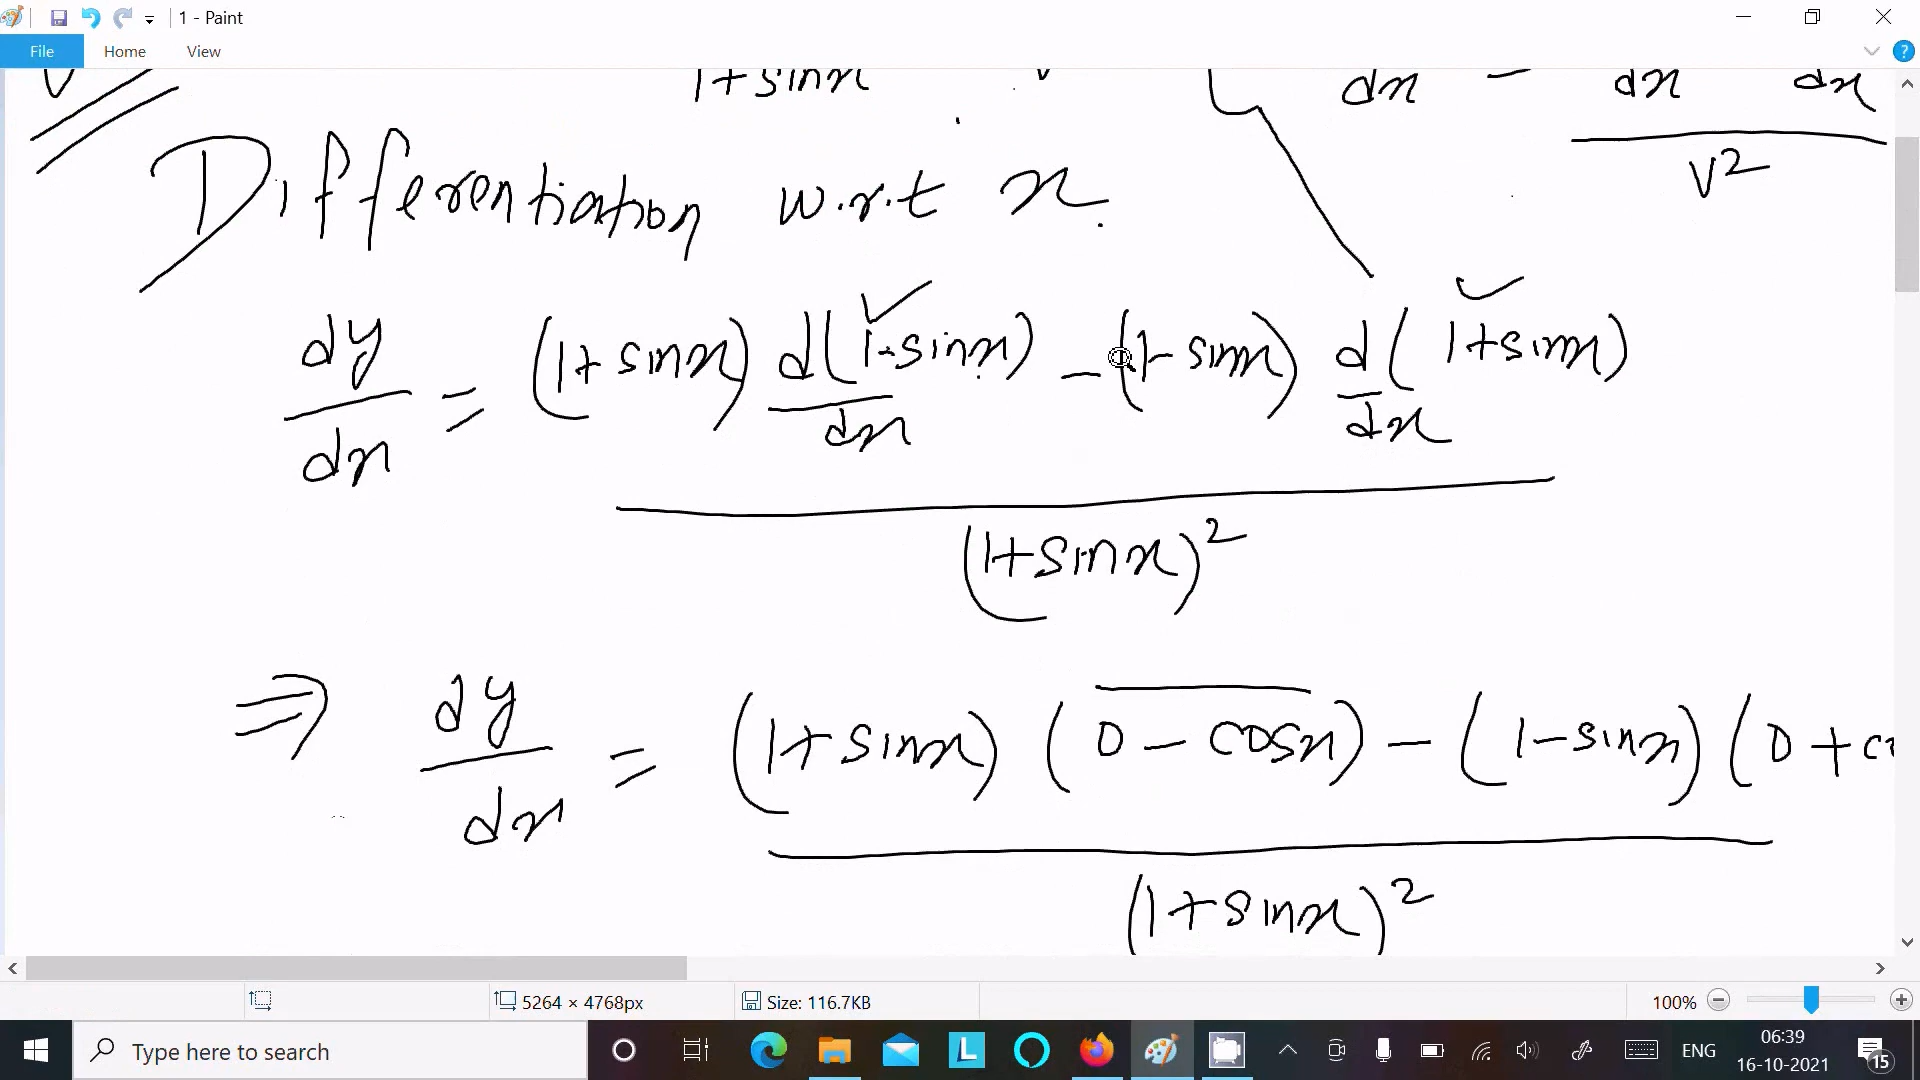 1 - Paint
File Home View
1+sinx v dx = dx dx
v²
Differentiation w.r.t x.
dy/dx = (1+sinx) d(1-sinx)/dx - (1-sinx) d/dx (1+sinx)
(1+sinx)²
⇒ dy/dx = (1+sinx) (0-cosx) - (1-sinx) (0+co
(1+sinx)²
5264 × 4768px Size: 116.7KB 100%
Type here to search ENG 06:39
16-10-2021 15